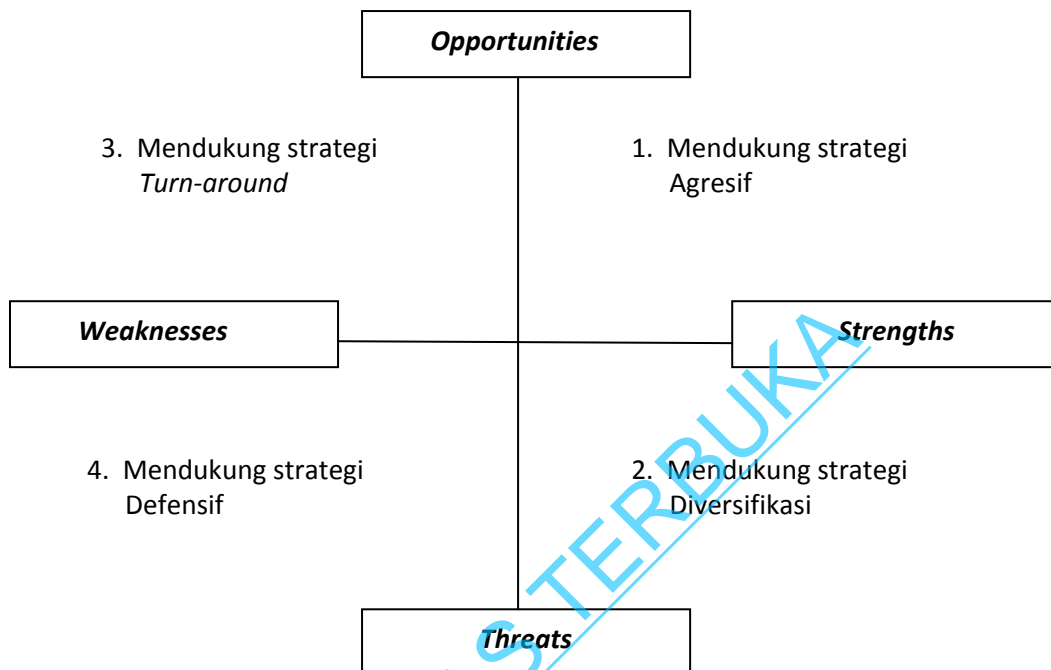 Opportunities
3. Mendukung strategi
Turn-around
1. Mendukung strategi
Agresif
Weaknesses
Strengths
4. Mendukung strategi
Defensif
2. Mendukung strategi
Diversifikasi
Threats
S TERBUKA